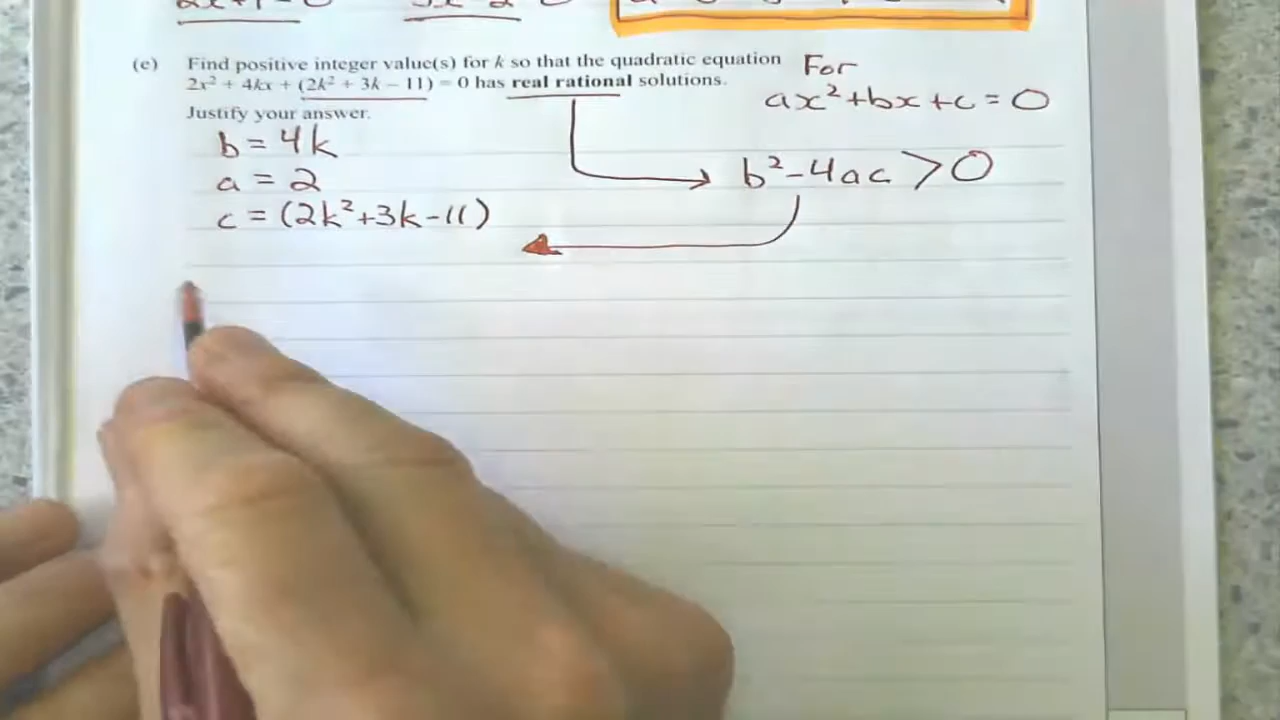 (e) Find positive integer value(s) for k so that the quadratic equation
2x² + 4kx + (2k² + 3k – 11) = 0 has real rational solutions.
Justify your answer.
For
ax²+bx+c=0
b = 4k
a = 2
c = (2k²+3k-11)
b²-4ac > 0